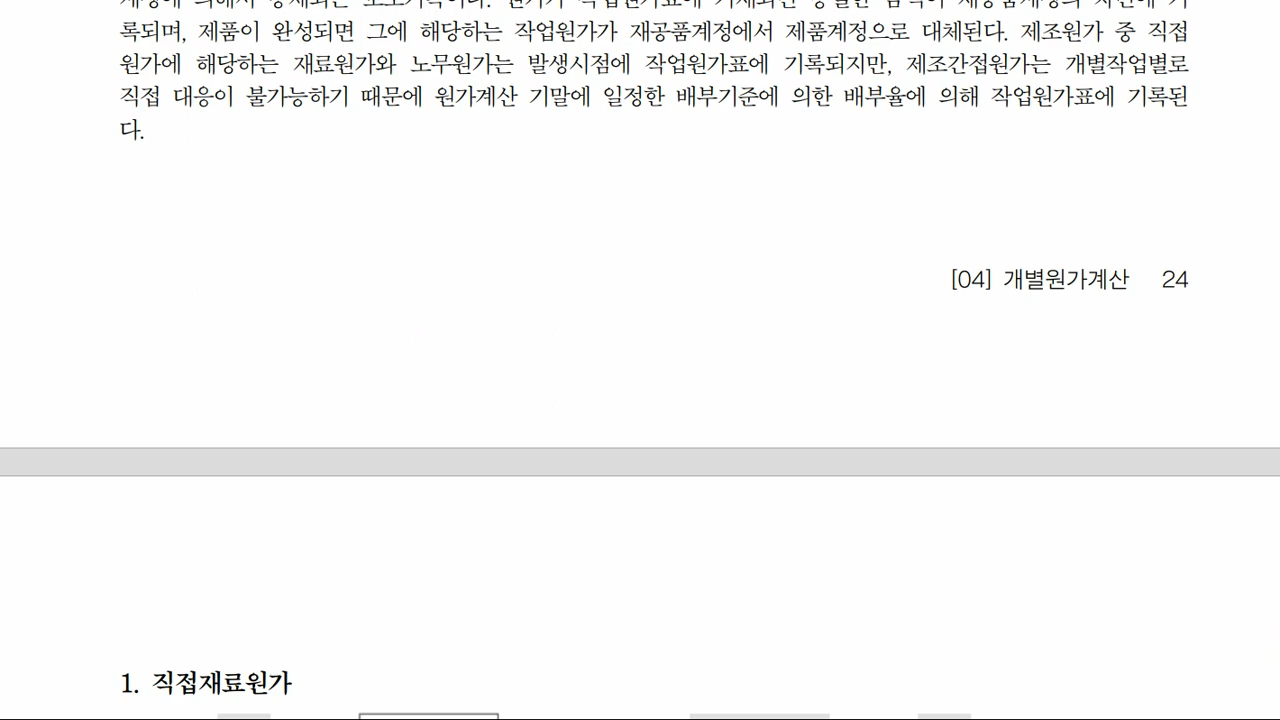 록되며, 제품이 완성되면 그에 해당하는 작업원가가 재공품계정에서 제품계정으로 대체된다. 제조원가 중 직접
원가에 해당하는 재료원가와 노무원가는 발생시점에 작업원가표에 기록되지만, 제조간접원가는 개별작업별로
직접 대응이 불가능하기 때문에 원가계산 기말에 일정한 배부기준에 의한 배부율에 의해 작업원가표에 기록된
다.
[04] 개별원가계산 24
1. 직접재료원가